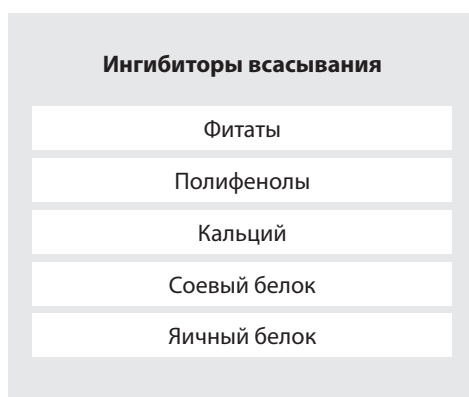 Ингибиторы всасывания
Фитаты
Полифенолы
Кальций
Соевый белок
Яичный белок